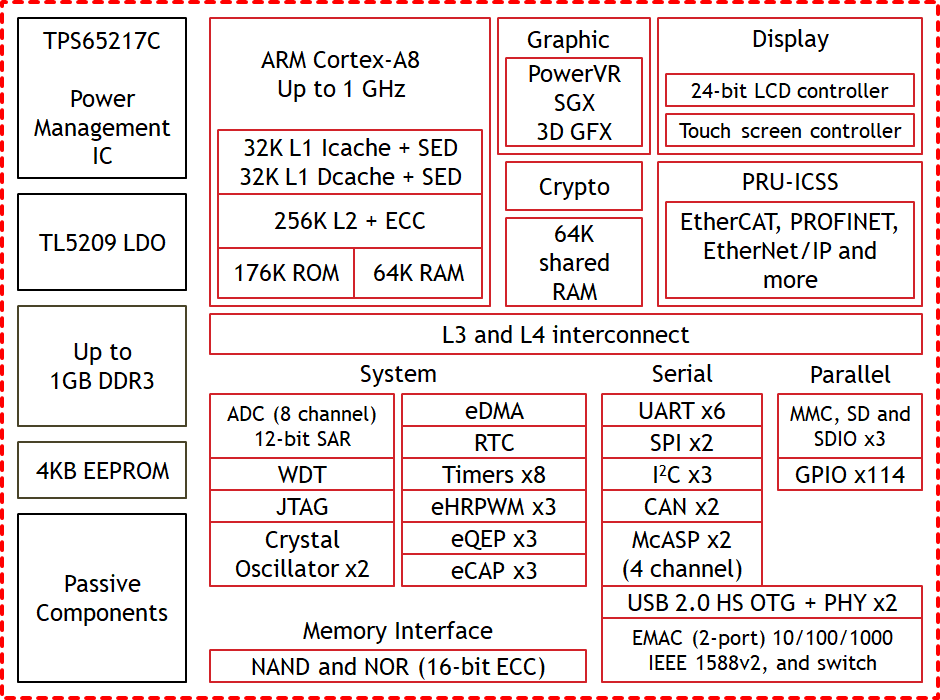 TPS65217C
Power
Management
IC
TL5209 LDO
Up to
1GB DDR3
4KB EEPROM
Passive
Components
ARM Cortex-A8
Up to 1 GHz
32K L1 Icache + SED
32K L1 Dcache + SED
256K L2 + ECC
176K ROM
64K RAM
Graphic
PowerVR
SGX
3D GFX
Crypto
64K
shared
RAM
Display
24-bit LCD controller
Touch screen controller
PRU-ICSS
EtherCAT, PROFINET,
EtherNet/IP and
more
L3 and L4 interconnect
System
ADC (8 channel)
12-bit SAR
WDT
JTAG
Crystal
Oscillator x2
eDMA
RTC
Timers x8
eHRPWM x3
eQEP x3
eCAP x3
Serial
UART x6
SPI x2
I²C x3
CAN x2
McASP x2
(4 channel)
USB 2.0 HS OTG + PHY x2
EMAC (2-port) 10/100/1000
IEEE 1588v2, and switch
Parallel
MMC, SD and
SDIO x3
GPIO x114
Memory Interface
NAND and NOR (16-bit ECC)